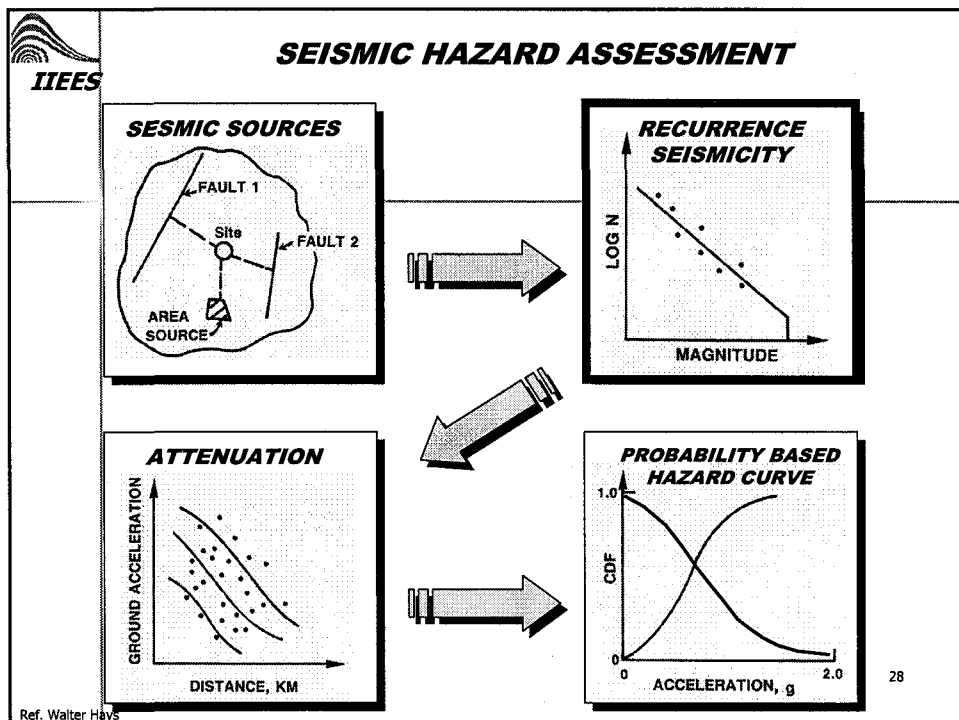 SEISMIC HAZARD ASSESSMENT
IIEES
SESMIC SOURCES
FAULT 1
Site
FAULT 2
AREA
SOURCE
RECURRENCE
SEISMICITY
LOG N
MAGNITUDE
ATTENUATION
GROUND ACCELERATION
DISTANCE, KM
PROBABILITY BASED
HAZARD CURVE
1.0
CDF
0
0
2.0
ACCELERATION, g
28
Ref. Walter Hays